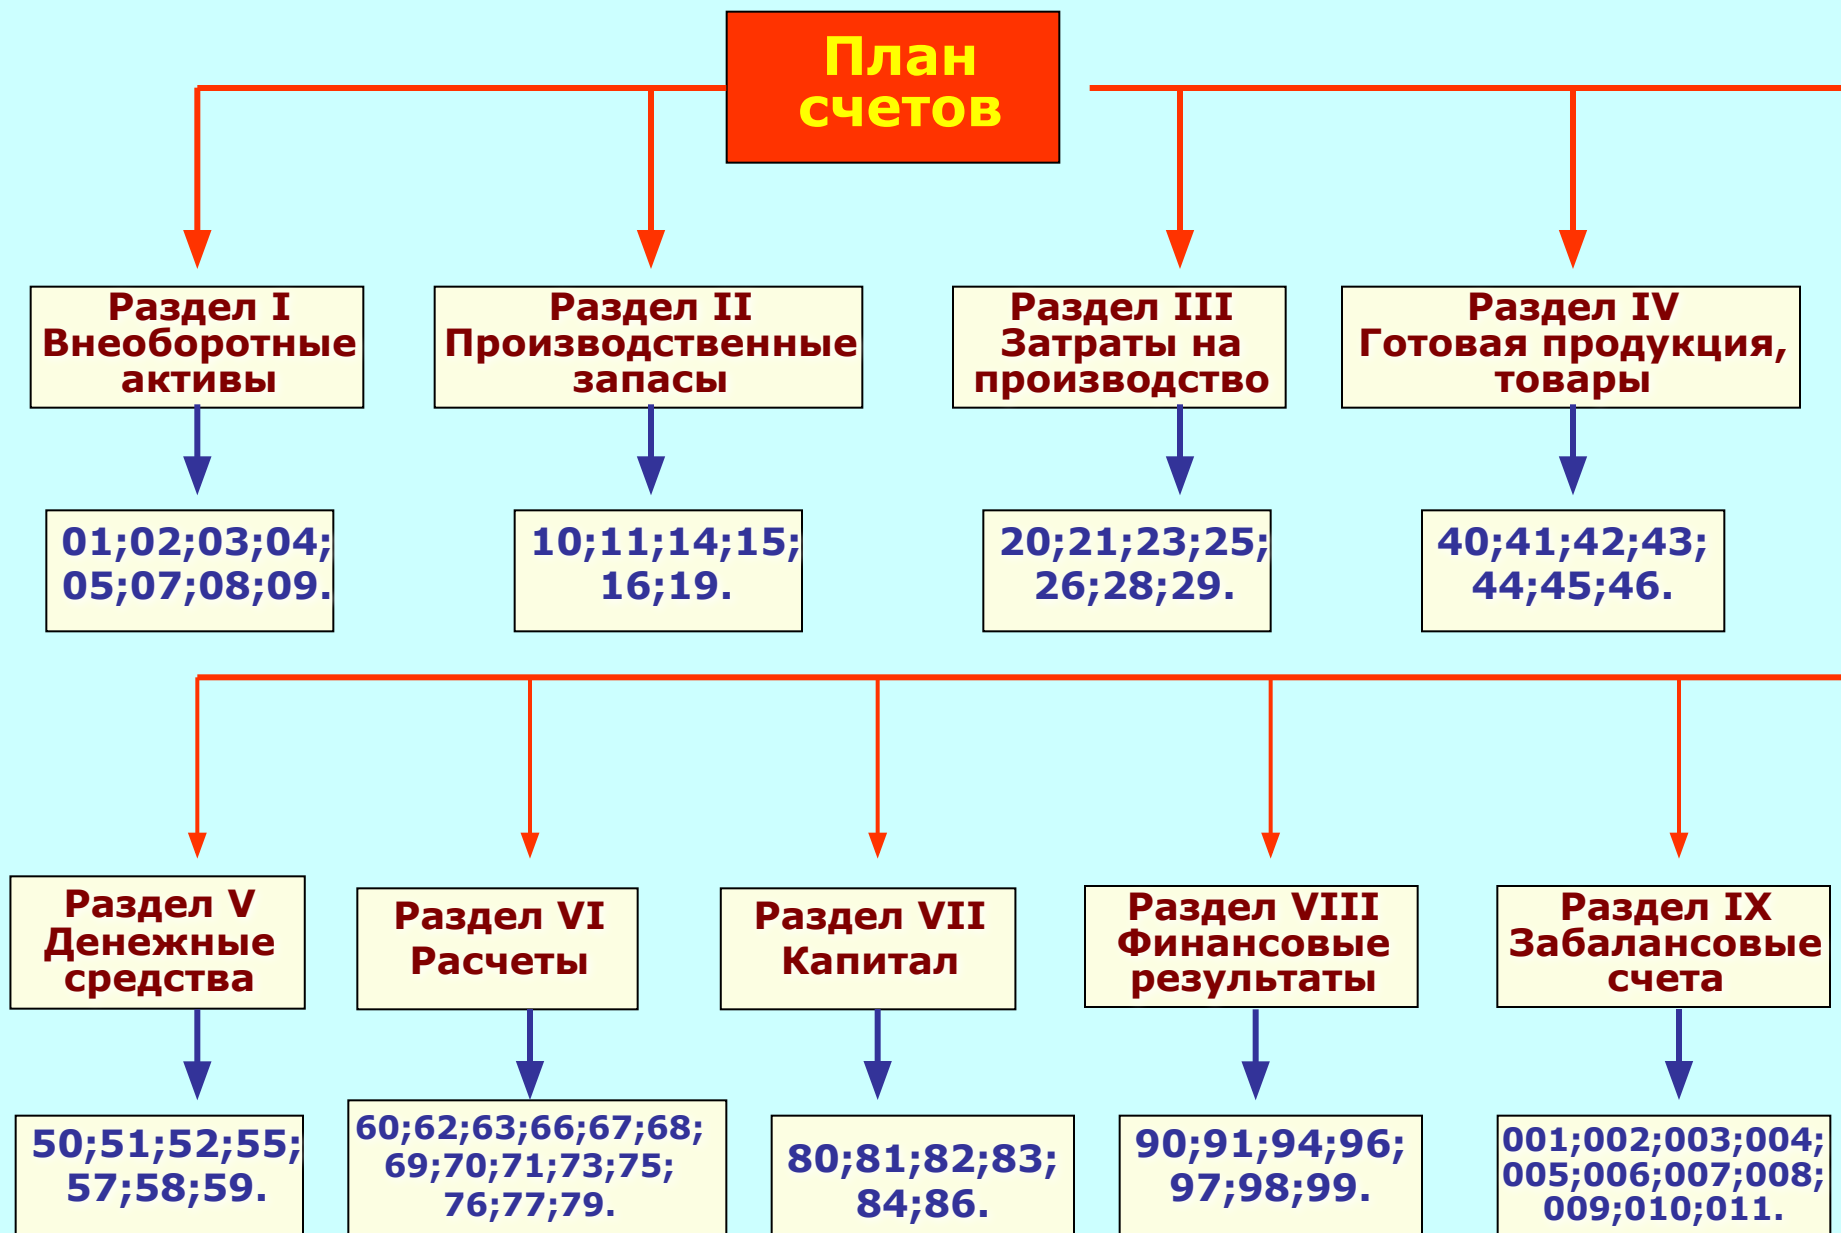 План
счетов
Раздел I
Внеоборотные
активы
Раздел II
Производственные
запасы
Раздел III
Затраты на
производство
Раздел IV
Готовая продукция,
товары
01;02;03;04;
05;07;08;09.
10;11;14;15;
16;19.
20;21;23;25;
26;28;29.
40;41;42;43;
44;45;46.
Раздел V
Денежные
средства
Раздел VI
Расчеты
Раздел VII
Капитал
Раздел VIII
Финансовые
результаты
Раздел IX
Забалансовые
счета
50;51;52;55;
57;58;59.
60;62;63;66;67;68;
69;70;71;73;75;
76;77;79.
80;81;82;83;
84;86.
90;91;94;96;
97;98;99.
001;002;003;004;
005;006;007;008;
009;010;011.